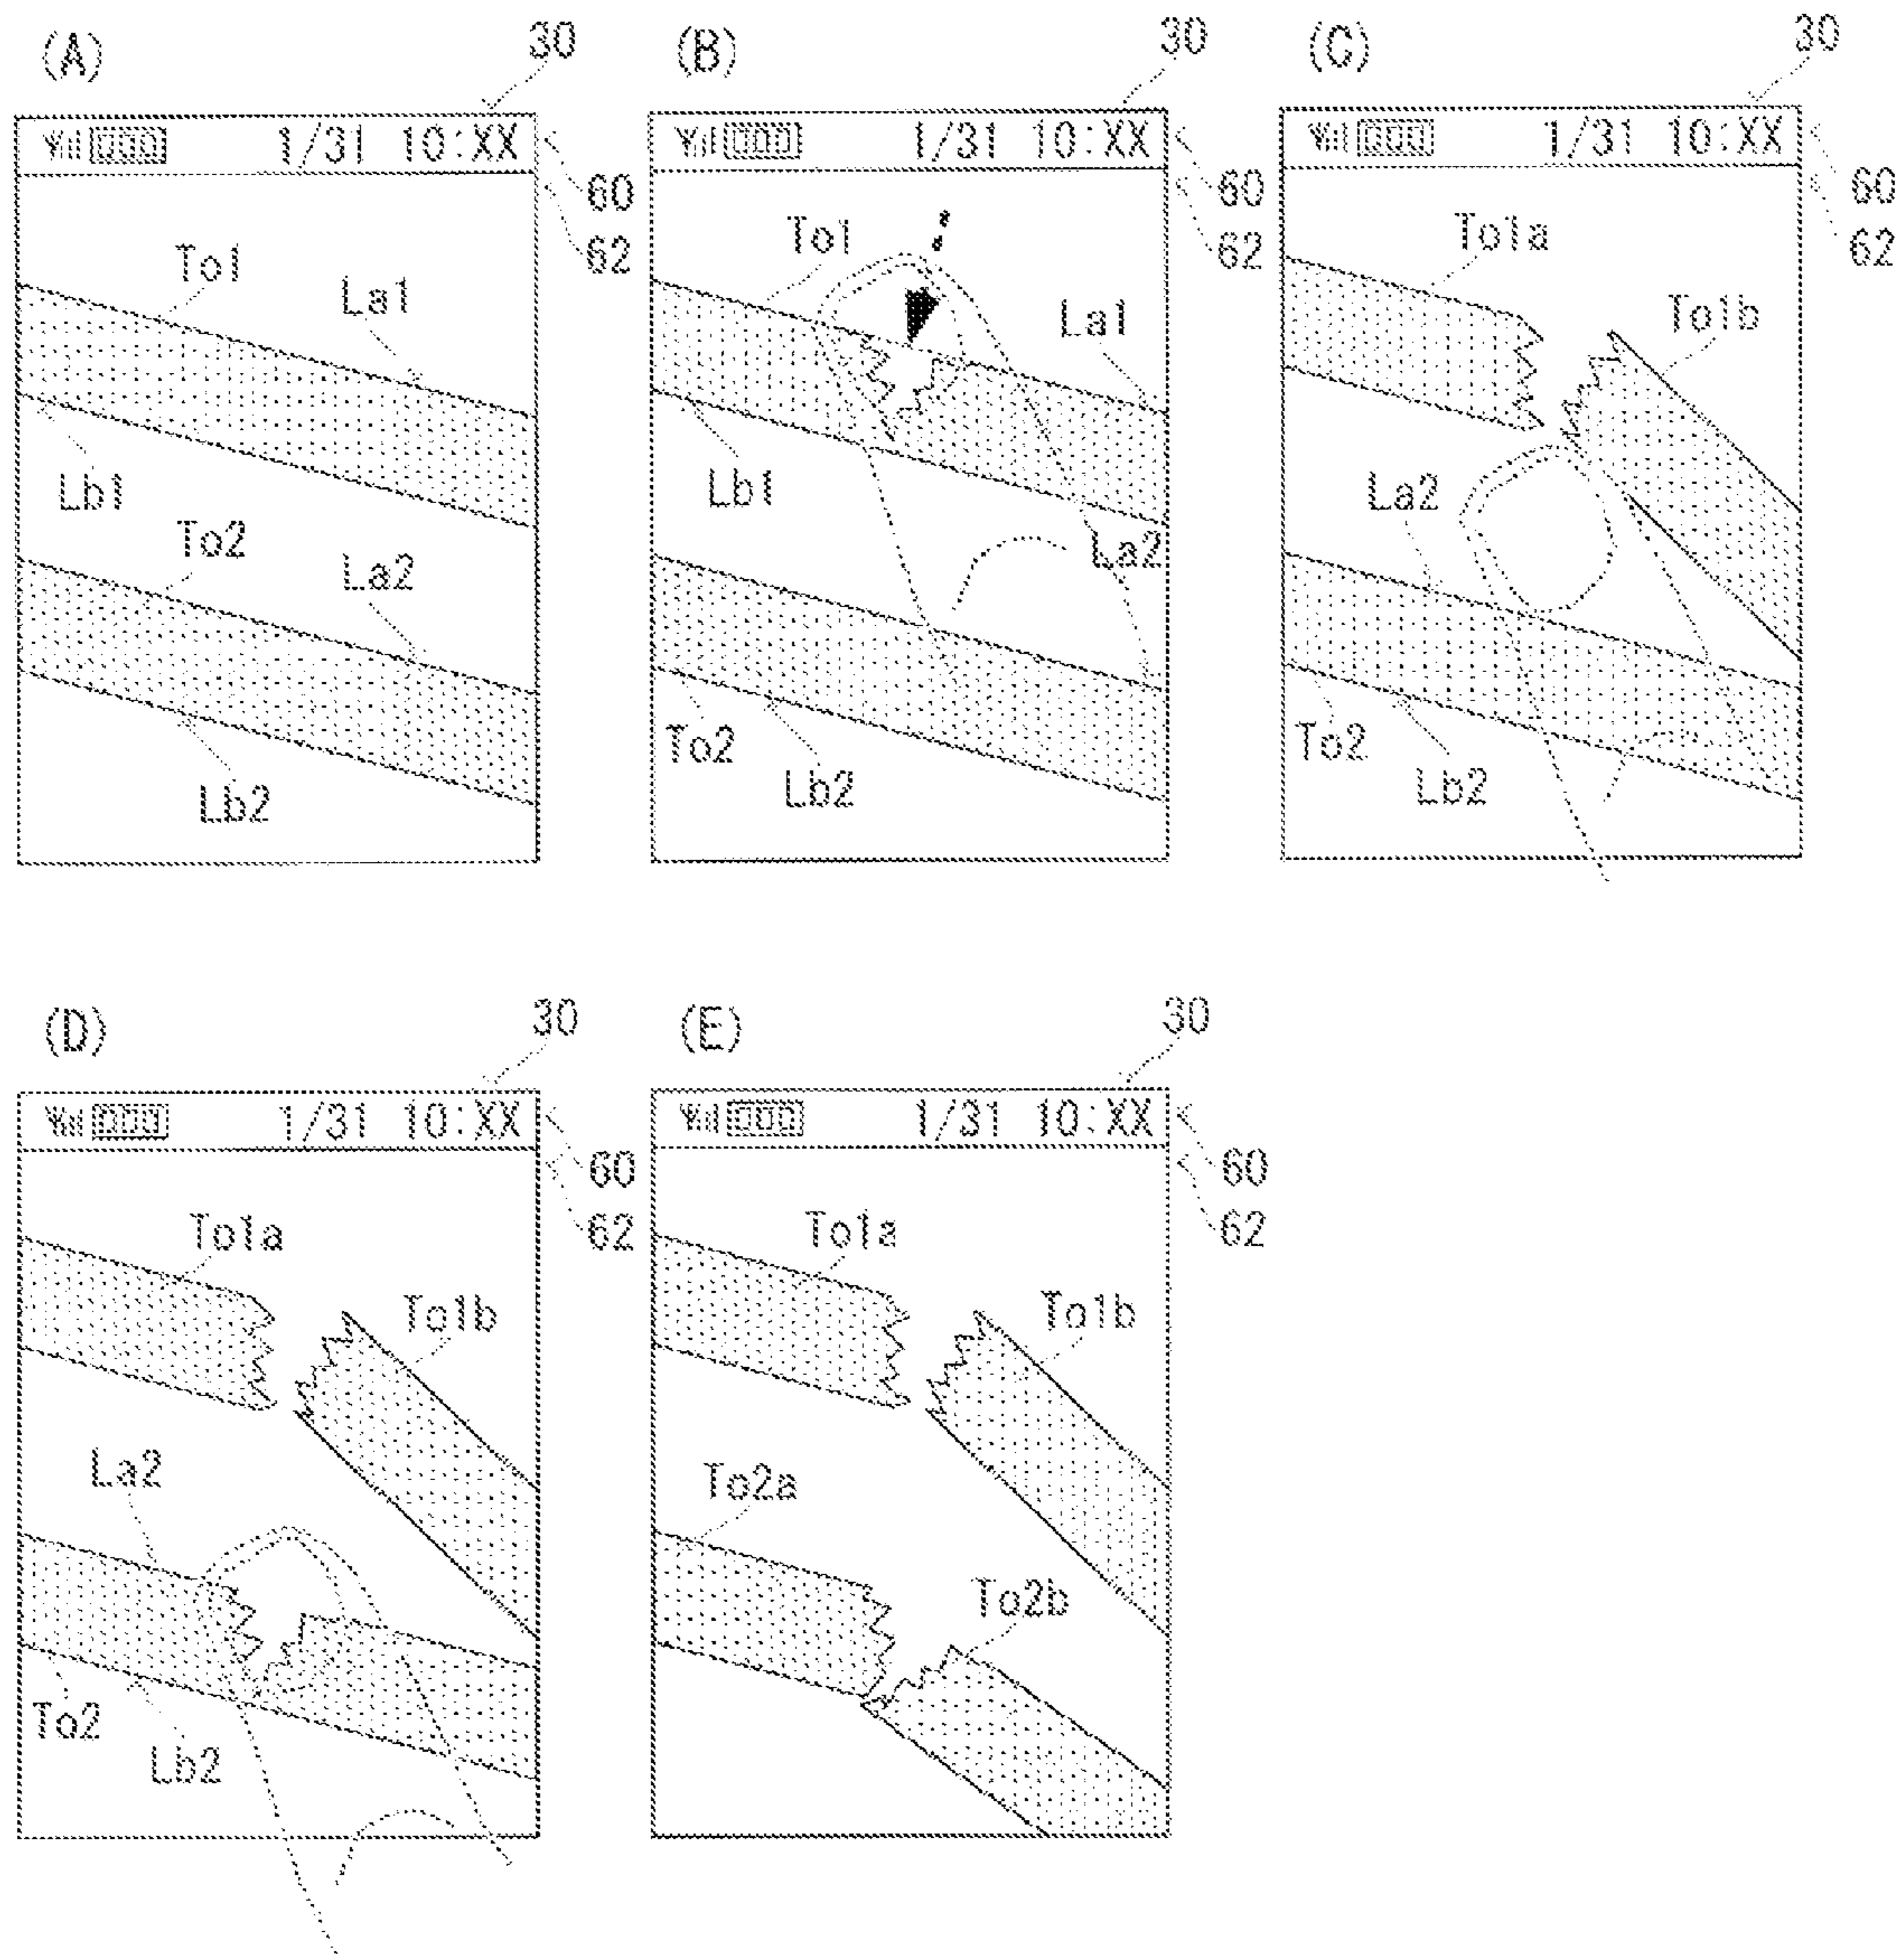 (A) 30 (B) 30 (C) 30
1/31 10:XX 1/31 10:XX 1/31 10:XX
60 60 60
62 62 62
To1 To1 To1a
La1 La1 To1b
Lb1 Lb1 La2
To2 La2
La2 To2 To2
Lb2 Lb2 Lb2
(D) 30 (E) 30
1/31 10:XX 1/31 10:XX
60 60
62 62
To1a To1a
To1b To1b
La2 To2a
To2b
To2
Lb2